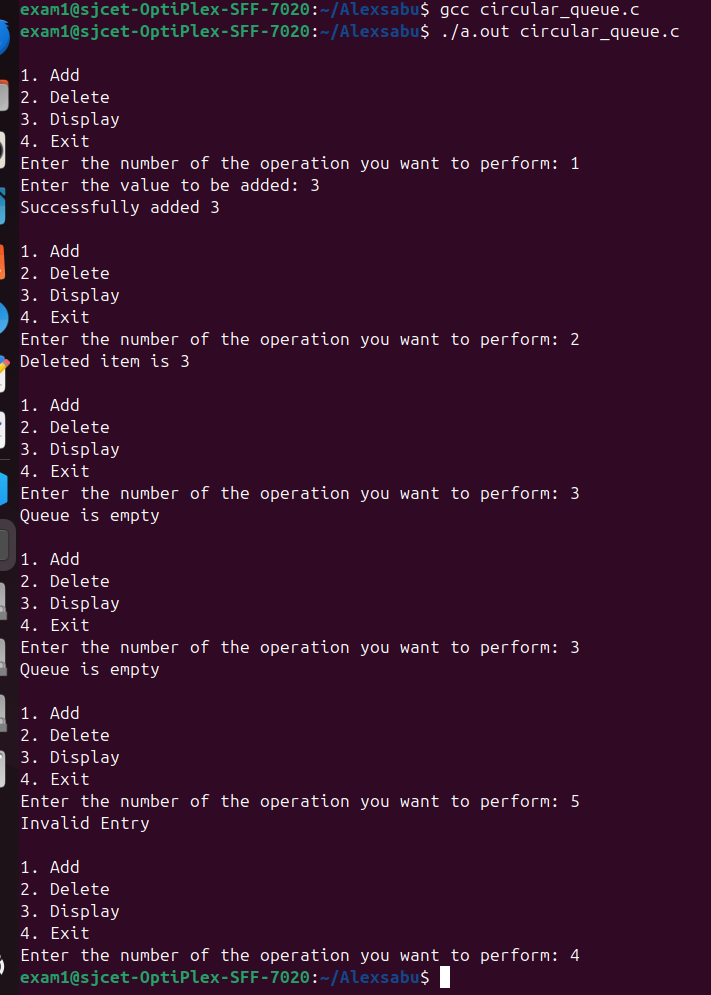 exam1@sjcet-OptiPlex-SFF-7020:~/Alexsabu$ gcc circular_queue.c
exam1@sjcet-OptiPlex-SFF-7020:~/Alexsabu$ ./a.out circular_queue.c
1. Add
2. Delete
3. Display
4. Exit
Enter the number of the operation you want to perform: 1
Enter the value to be added: 3
Successfully added 3
1. Add
2. Delete
3. Display
4. Exit
Enter the number of the operation you want to perform: 2
Deleted item is 3
1. Add
2. Delete
3. Display
4. Exit
Enter the number of the operation you want to perform: 3
Queue is empty
1. Add
2. Delete
3. Display
4. Exit
Enter the number of the operation you want to perform: 3
Queue is empty
1. Add
2. Delete
3. Display
4. Exit
Enter the number of the operation you want to perform: 5
Invalid Entry
1. Add
2. Delete
3. Display
4. Exit
Enter the number of the operation you want to perform: 4
exam1@sjcet-OptiPlex-SFF-7020:~/Alexsabu$